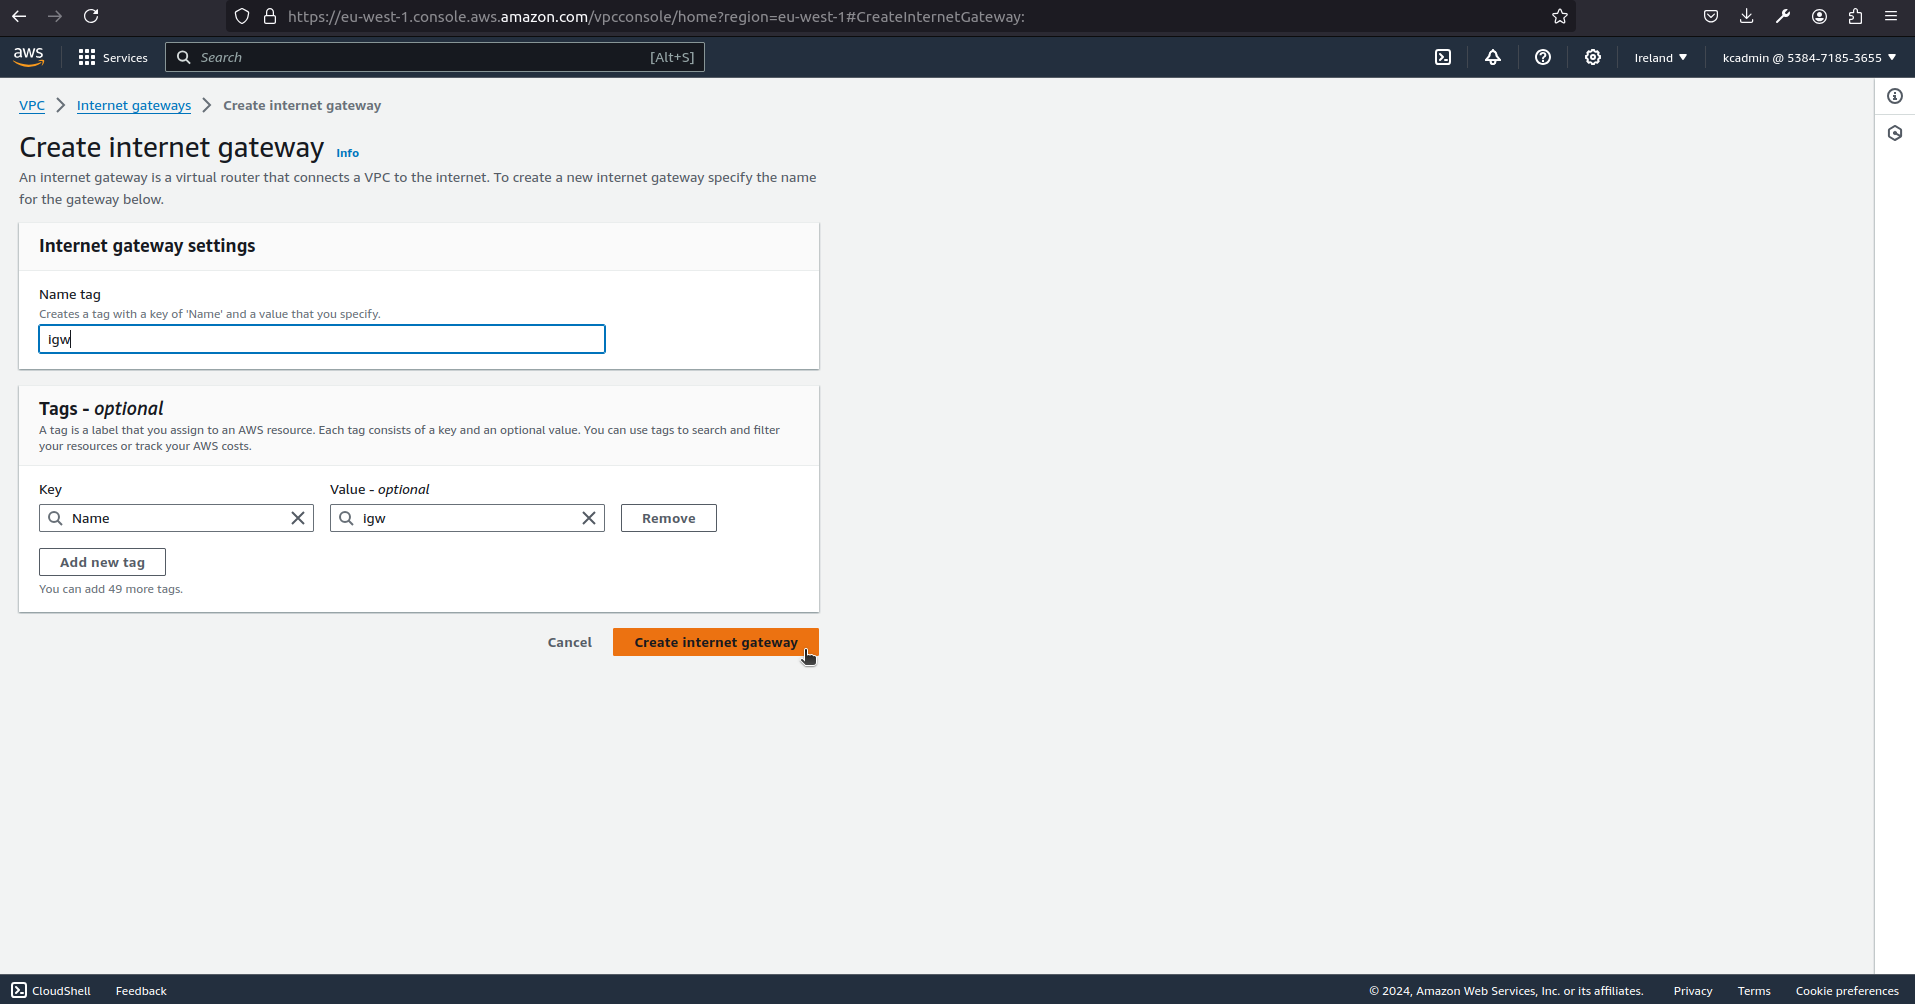 https://eu-west-1.console.aws.amazon.com/vpcconsole/home?region=eu-west-1#CreateInternetGateway:
aws Services Search [Alt+S] Ireland kcadmin @ 5384-7185-3655
VPC Internet gateways Create internet gateway
Create internet gateway Info
An internet gateway is a virtual router that connects a VPC to the internet. To create a new internet gateway specify the name
for the gateway below.
Internet gateway settings
Name tag
Creates a tag with a key of 'Name' and a value that you specify.
igw
Tags - optional
A tag is a label that you assign to an AWS resource. Each tag consists of a key and an optional value. You can use tags to search and filter
your resources or track your AWS costs.
Key Value - optional
Name igw Remove
Add new tag
You can add 49 more tags.
Cancel Create internet gateway
CloudShell Feedback © 2024, Amazon Web Services, Inc. or its affiliates. Privacy Terms Cookie preferences